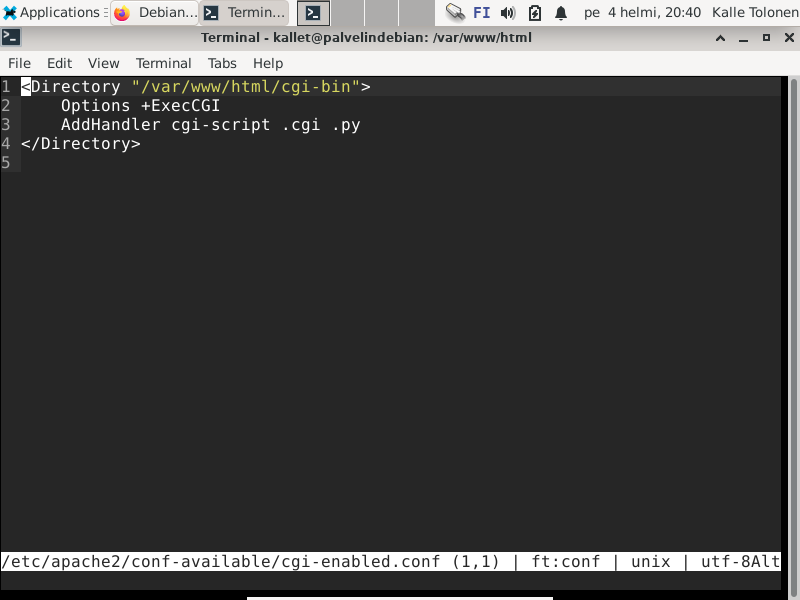 Applications Debian... Termin... FI pe 4 helmi, 20:40 Kalle Tolonen
Terminal - kallet@palvelindebian: /var/www/html
File Edit View Terminal Tabs Help
1 <Directory "/var/www/html/cgi-bin">
2     Options +ExecCGI
3     AddHandler cgi-script .cgi .py
4 </Directory>
5
/etc/apache2/conf-available/cgi-enabled.conf (1,1) | ft:conf | unix | utf-8Alt